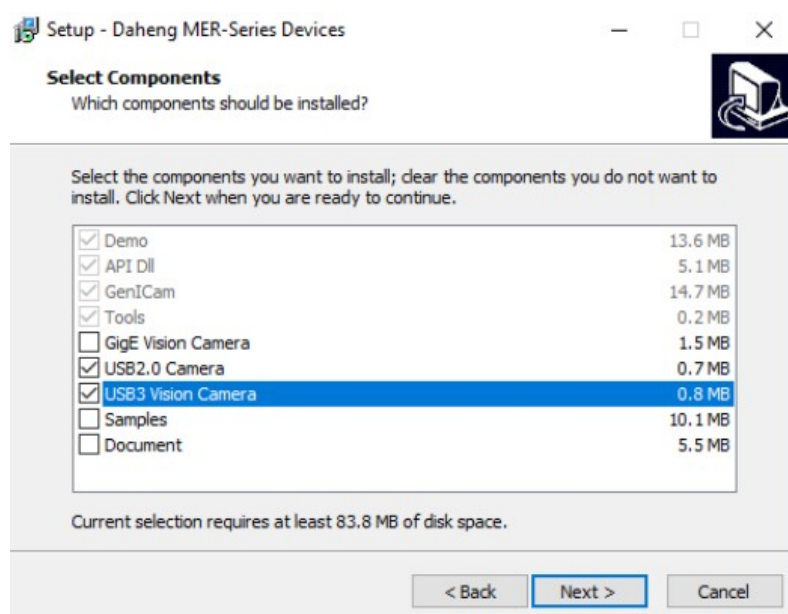 Setup - Daheng MER-Series Devices
Select Components
Which components should be installed?
Select the components you want to install; clear the components you do not want to
install. Click Next when you are ready to continue.
Demo 13.6 MB
API Dll 5.1 MB
GenICam 14.7 MB
Tools 0.2 MB
GigE Vision Camera 1.5 MB
USB2.0 Camera 0.7 MB
USB3 Vision Camera 0.8 MB
Samples 10.1 MB
Document 5.5 MB
Current selection requires at least 83.8 MB of disk space.
< Back Next > Cancel